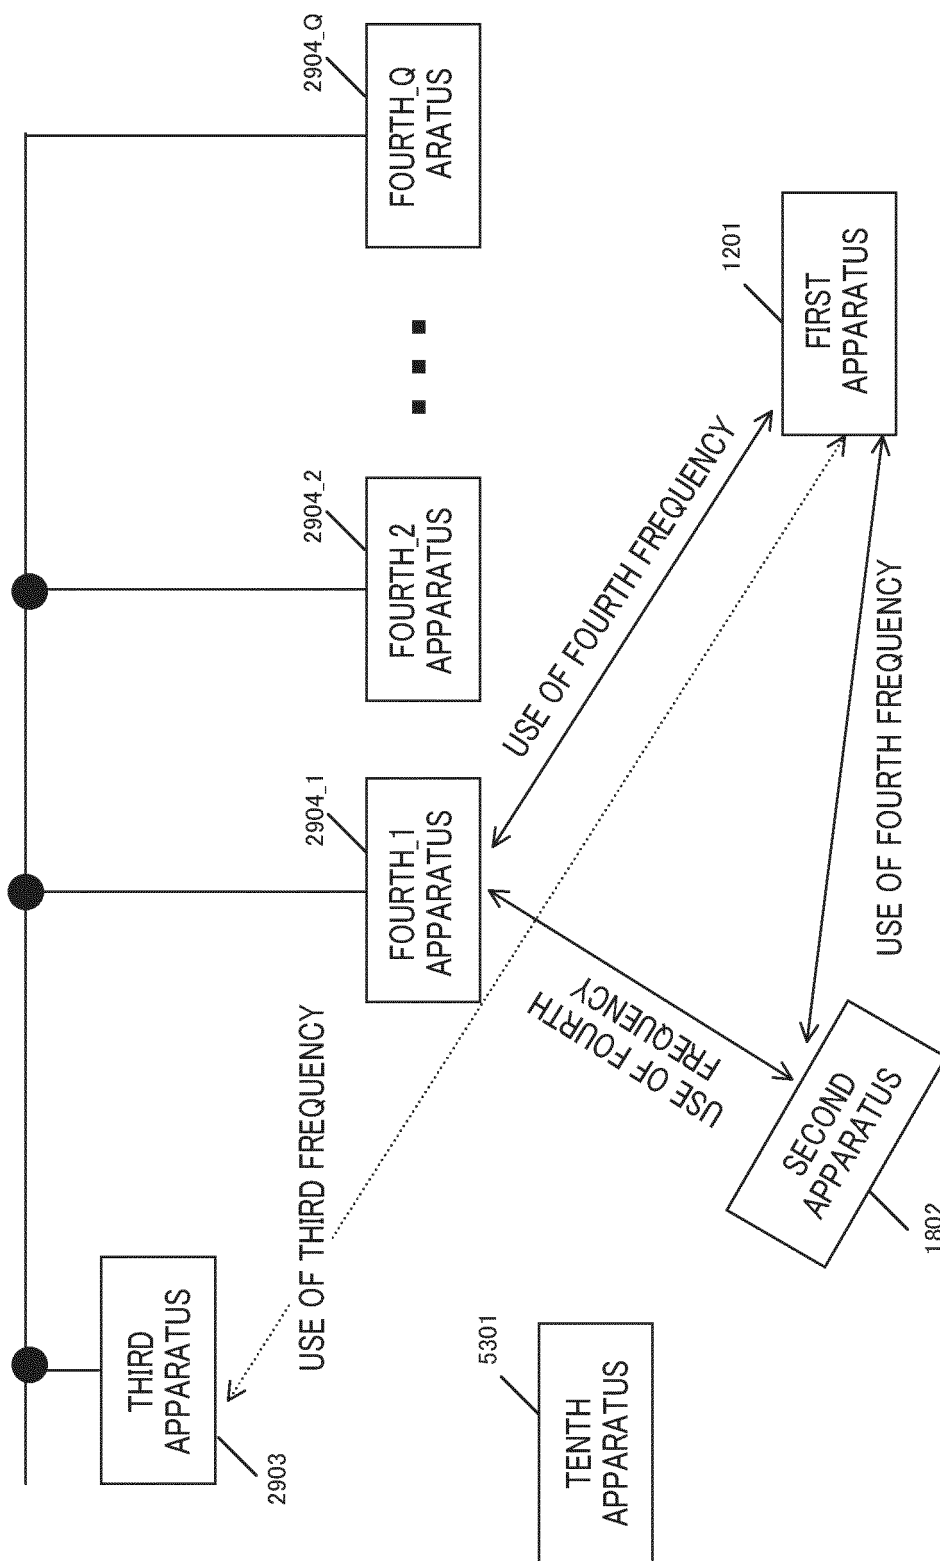 2903
THIRD
APPARATUS
2904_1
FOURTH_1
APPARATUS
2904_2
FOURTH_2
APPARATUS
2904_Q
FOURTH_Q
ARATUS
USE OF THIRD FREQUENCY
USE OF FOURTH FREQUENCY
USE OF FOURTH
FREQUENCY
USE OF FOURTH FREQUENCY
5301
TENTH
APPARATUS
SECOND
APPARATUS
1802
1201
FIRST
APPARATUS